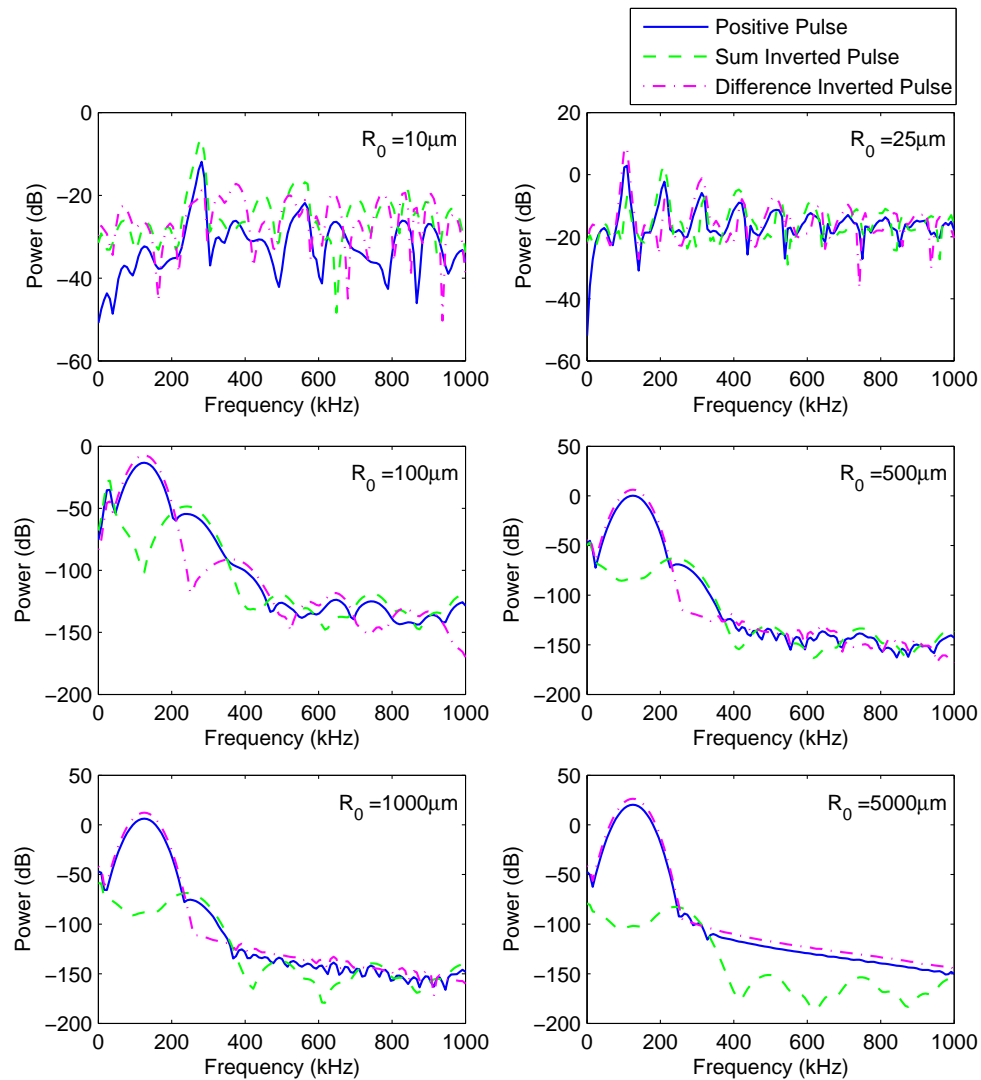 Positive Pulse
Sum Inverted Pulse
Difference Inverted Pulse
R0 =10μm
0
−20
−40
−60
Power (dB)
0 200 400 600 800 1000
Frequency (kHz)
R0 =25μm
20
0
−20
−40
−60
Power (dB)
0 200 400 600 800 1000
Frequency (kHz)
R0 =100μm
0
−50
−100
−150
−200
Power (dB)
0 200 400 600 800 1000
Frequency (kHz)
R0 =500μm
50
0
−50
−100
−150
−200
Power (dB)
0 200 400 600 800 1000
Frequency (kHz)
R0 =1000μm
50
0
−50
−100
−150
−200
Power (dB)
0 200 400 600 800 1000
Frequency (kHz)
R0 =5000μm
50
0
−50
−100
−150
−200
Power (dB)
0 200 400 600 800 1000
Frequency (kHz)